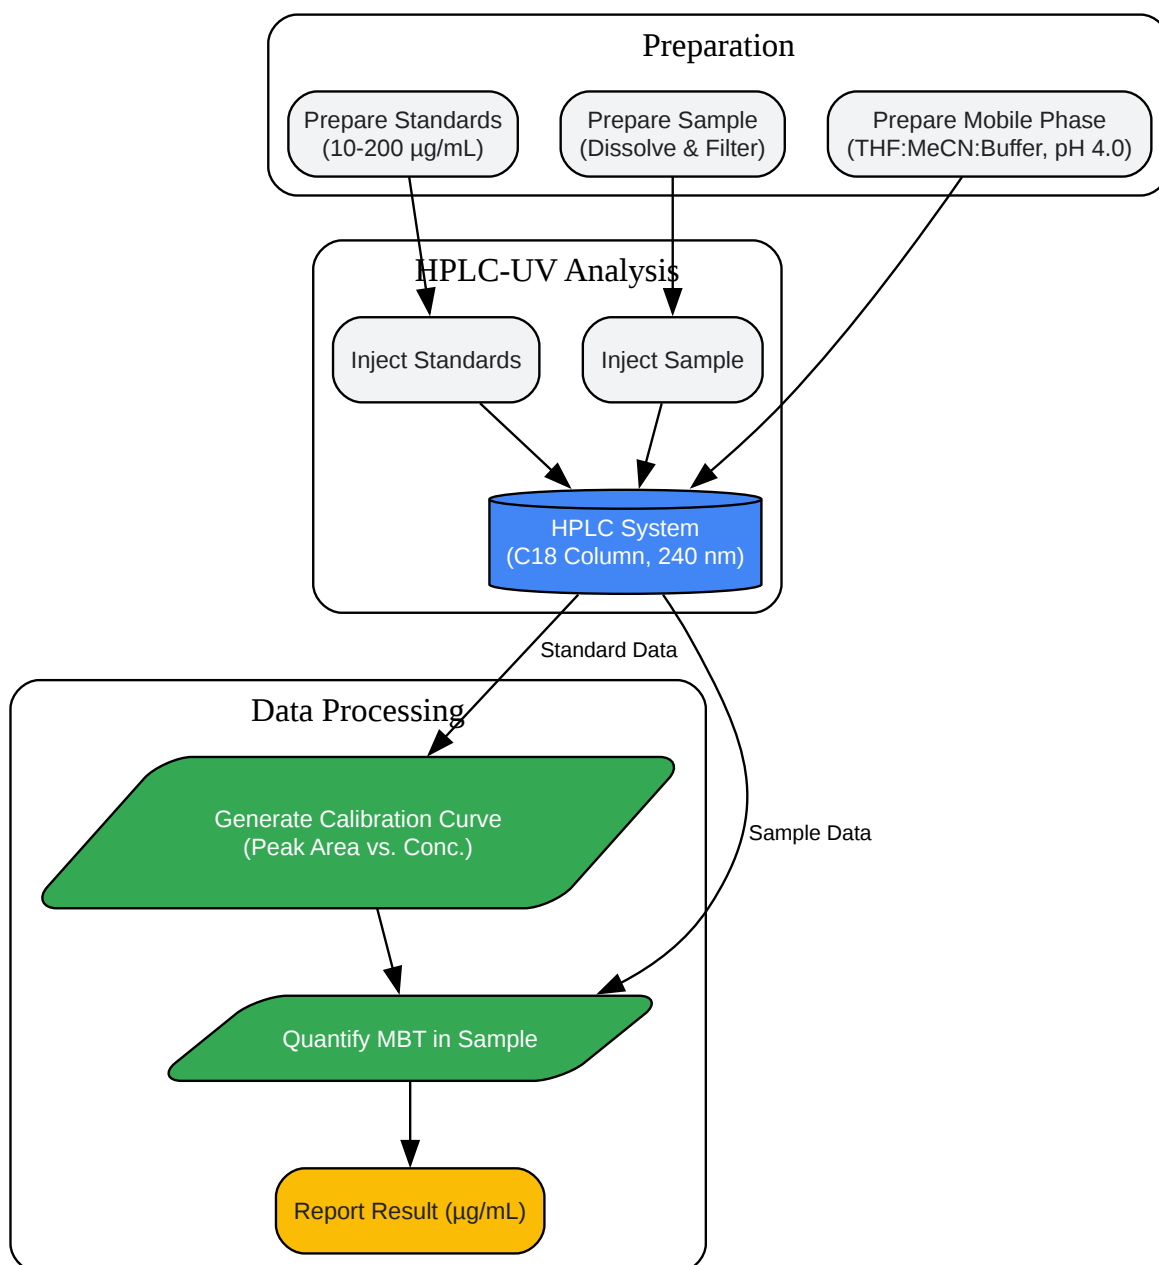 Preparation
Prepare Standards
(10-200 µg/mL)
Prepare Sample
(Dissolve & Filter)
Prepare Mobile Phase
(THF:MeCN:Buffer, pH 4.0)
HPLC-UV Analysis
Inject Standards
Inject Sample
HPLC System
(C18 Column, 240 nm)
Standard Data
Data Processing
Generate Calibration Curve
(Peak Area vs. Conc.)
Sample Data
Quantify MBT in Sample
Report Result (µg/mL)